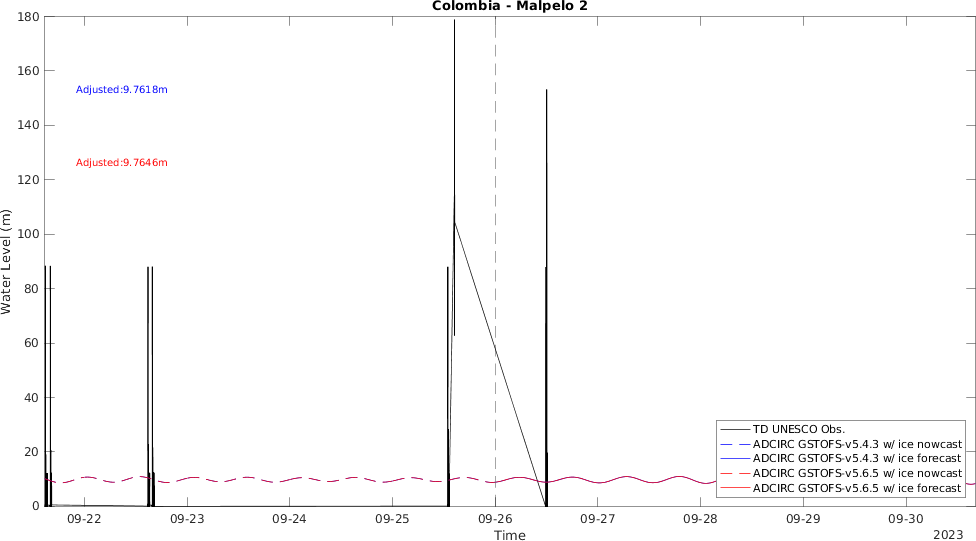 Colombia - Malpelo 2
180
160
140
120
100
80
60
40
20
0
Water Level (m)
Adjusted:9.7618m
Adjusted:9.7646m
TD UNESCO Obs.
ADCIRC GSTOFS-v5.4.3 w/ ice nowcast
ADCIRC GSTOFS-v5.4.3 w/ ice forecast
ADCIRC GSTOFS-v5.6.5 w/ ice nowcast
ADCIRC GSTOFS-v5.6.5 w/ ice forecast
09-22 09-23 09-24 09-25 09-26 09-27 09-28 09-29 09-30
Time
2023